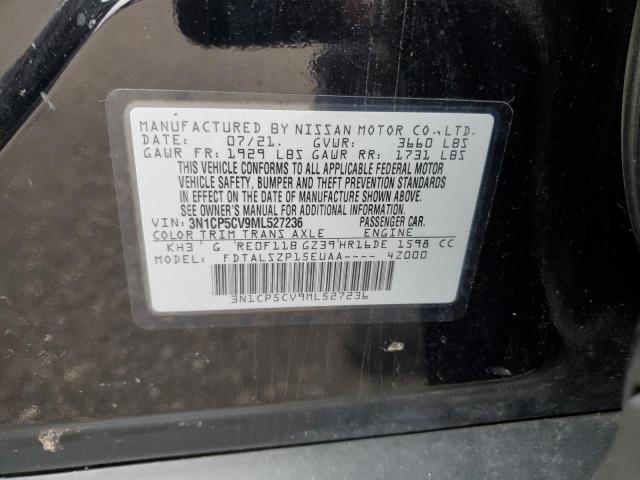 MANUFACTURED BY NISSAN MOTOR CO.,LTD.
DATE: 07/21. GVWR: 3660 LBS
GAWR FR: 1929 LBS GAWR RR: 1731 LBS
THIS VEHICLE CONFORMS TO ALL APPLICABLE FEDERAL MOTOR
VEHICLE SAFETY, BUMPER AND THEFT PREVENTION STANDARDS
IN EFFECT ON THE DATE OF MANUFACTURE SHOWN ABOVE.
SEE OWNER'S MANUAL FOR ADDITIONAL INFORMATION
VIN: 3N1CP5CV9ML527236 PASSENGER CAR.
COLOR TRIM TRANS AXLE ENGINE
KH3 G RE0F11B GZ39 HR16DE 1598 CC
MODEL: FDTALSZP15EUAA---- 4Z000
3N1CP5CV9ML527236